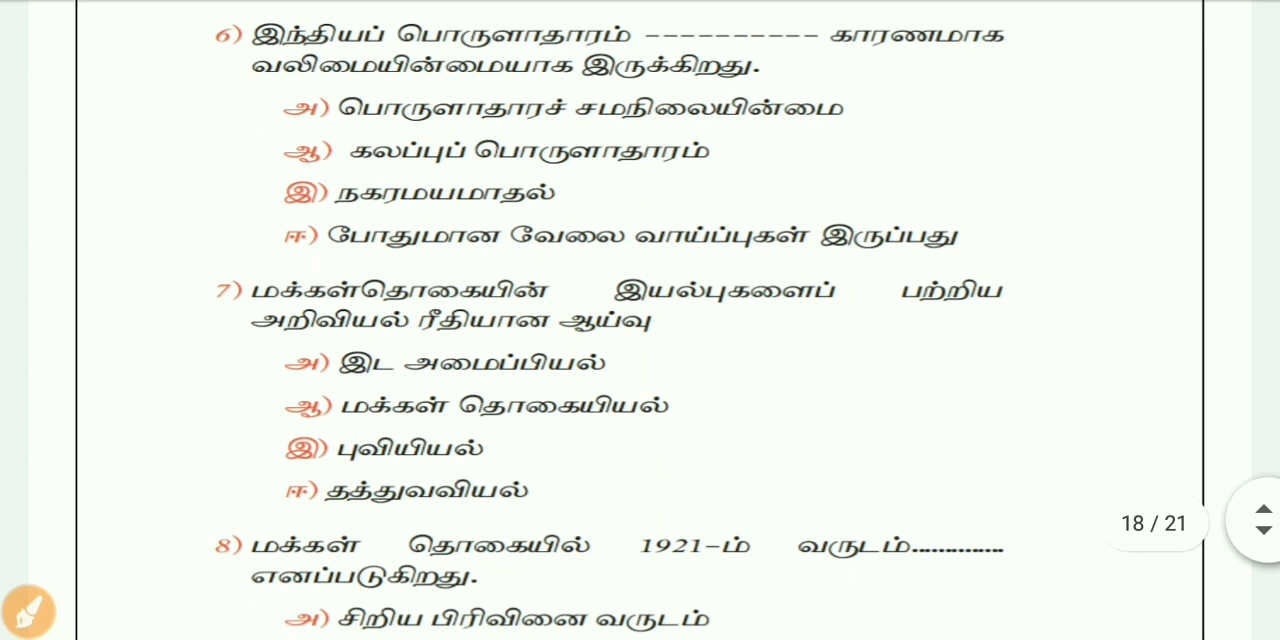 6) இந்தியப் பொருளாதாரம் ---------- காரணமாக
வலிமையின்மையாக இருக்கிறது.
அ) பொருளாதாரச் சமநிலையின்மை
ஆ) கலப்புப் பொருளாதாரம்
இ) நகரமயமாதல்
ஈ) போதுமான வேலை வாய்ப்புகள் இருப்பது
7) மக்கள்தொகையின் இயல்புகளைப் பற்றிய
அறிவியல் ரீதியான ஆய்வு
அ) இட அமைப்பியல்
ஆ) மக்கள் தொகையியல்
இ) புவியியல்
ஈ) தத்துவவியல்
18 / 21
8) மக்கள் தொகையில் 1921-ம் வருடம்.............
எனப்படுகிறது.
அ) சிறிய பிரிவினை வருடம்